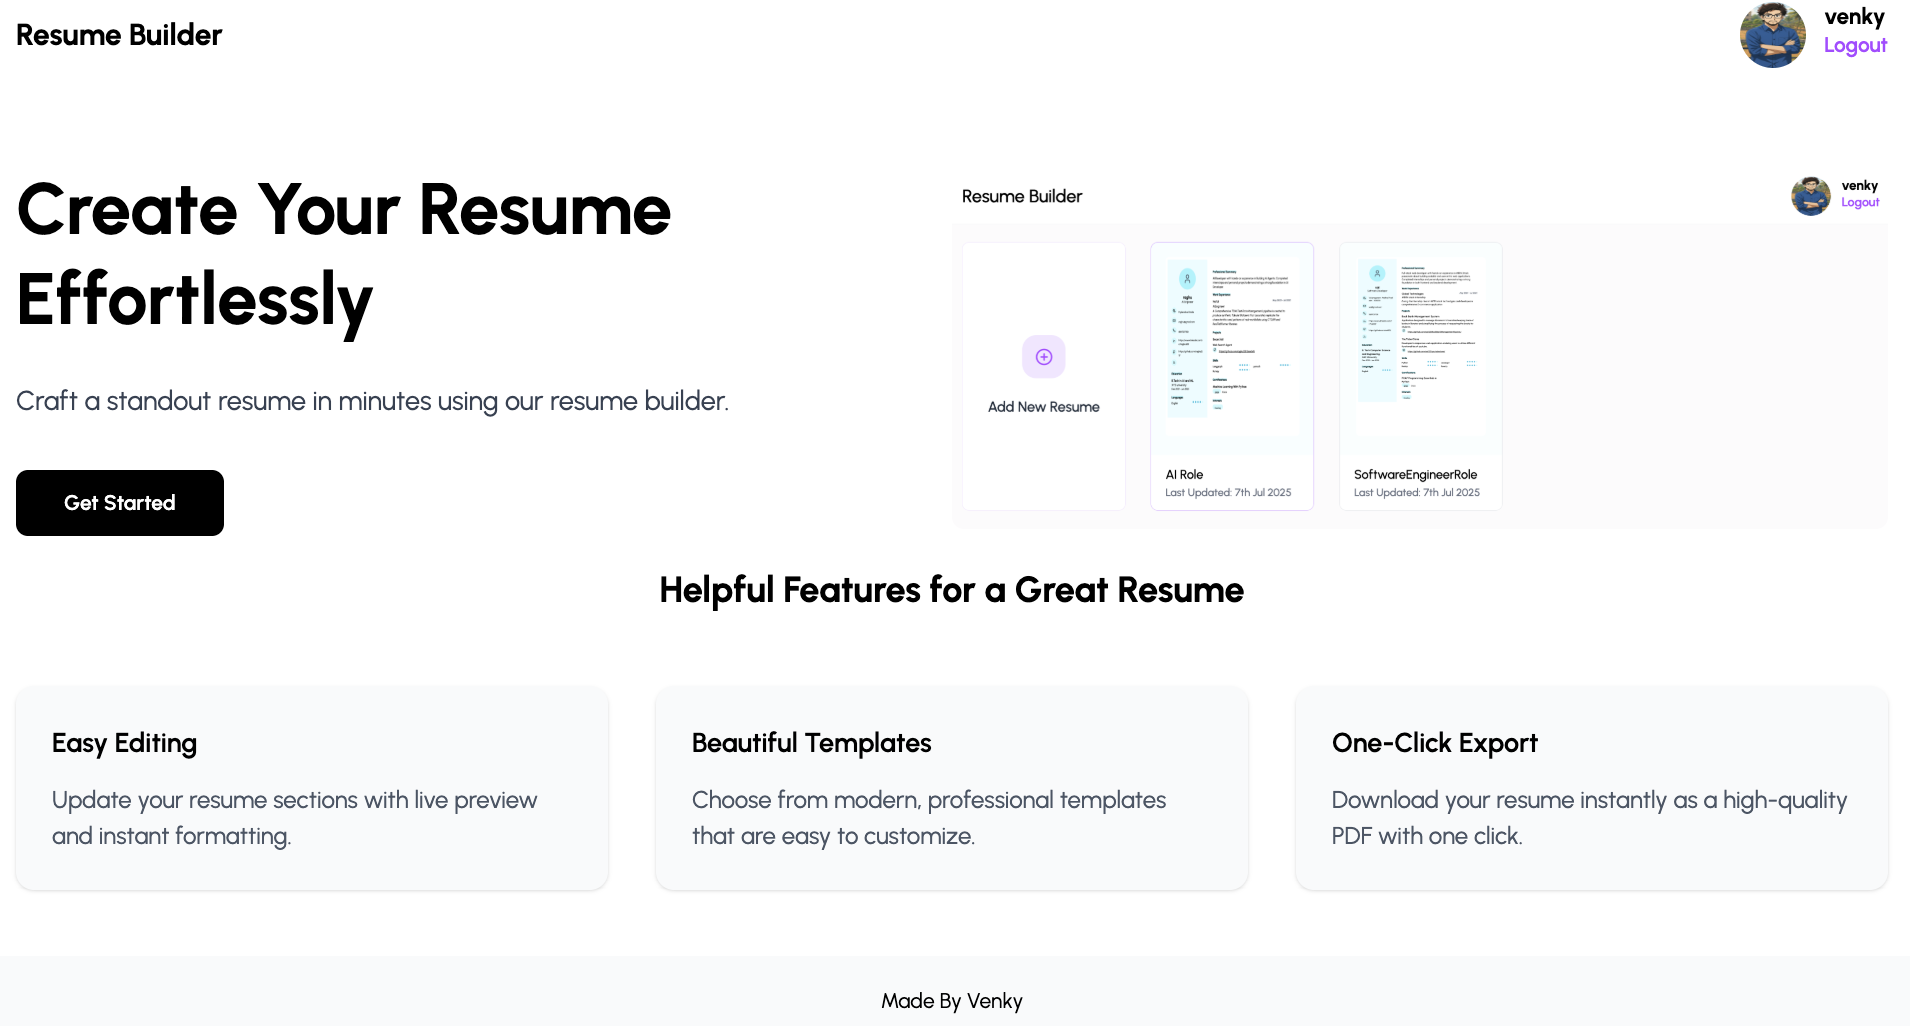 Resume Builder
venky
Logout
Create Your Resume
Effortlessly
Craft a standout resume in minutes using our resume builder.
Get Started
Resume Builder
venky
Logout
Add New Resume
AI Role
Last Updated: 7th Jul 2025
SoftwareEngineerRole
Last Updated: 7th Jul 2025
Helpful Features for a Great Resume
Easy Editing
Update your resume sections with live preview
and instant formatting.
Beautiful Templates
Choose from modern, professional templates
that are easy to customize.
One-Click Export
Download your resume instantly as a high-quality
PDF with one click.
Made By Venky